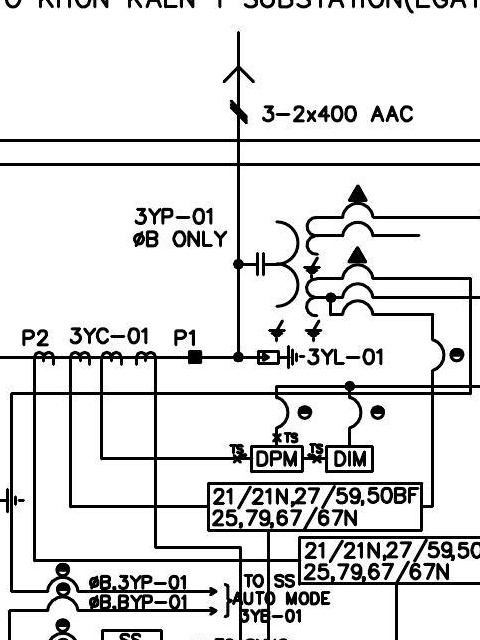 O KHON KAEN 1 SUBSTATION(EGAT
3-2x400 AAC
3YP-01
ØB ONLY
P2 3YC-01 P1
3YL-01
TS
TS TS
DPM DIM
21/21N,27/59,50BF
25,79,67/67N
21/21N,27/59,50
25,79,67/67N
ØB,3YP-01 TO SS
ØB,BYP-01 AUTO MODE
3YB-01
SS